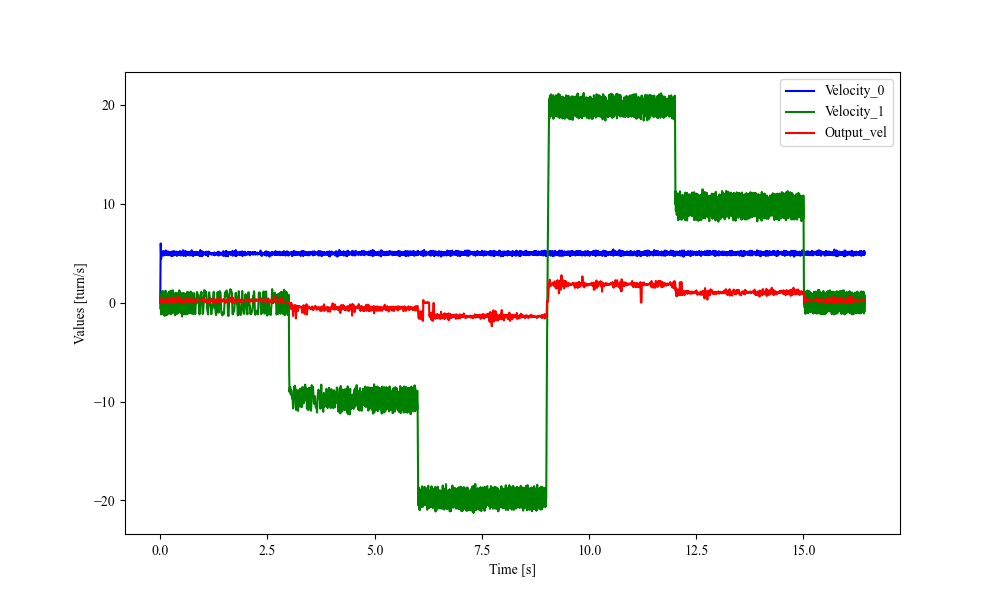 Velocity_0
Velocity_1
Output_vel
Values [turn/s]
20
10
0
−10
−20
0.0 2.5 5.0 7.5 10.0 12.5 15.0
Time [s]